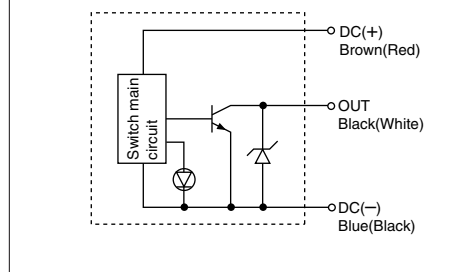 DC(+)
Brown(Red)
Switch main
circuit
OUT
Black(White)
DC(−)
Blue(Black)